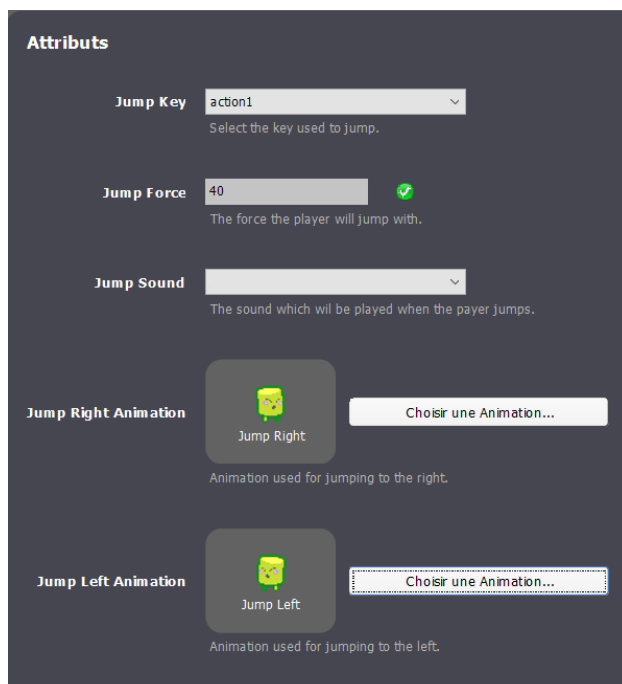 Attributs
Jump Key
action1
Select the key used to jump.
Jump Force
40
The force the player will jump with.
Jump Sound
The sound which wil be played when the payer jumps.
Jump Right Animation
Jump Right
Choisir une Animation...
Animation used for jumping to the right.
Jump Left Animation
Jump Left
Choisir une Animation...
Animation used for jumping to the left.